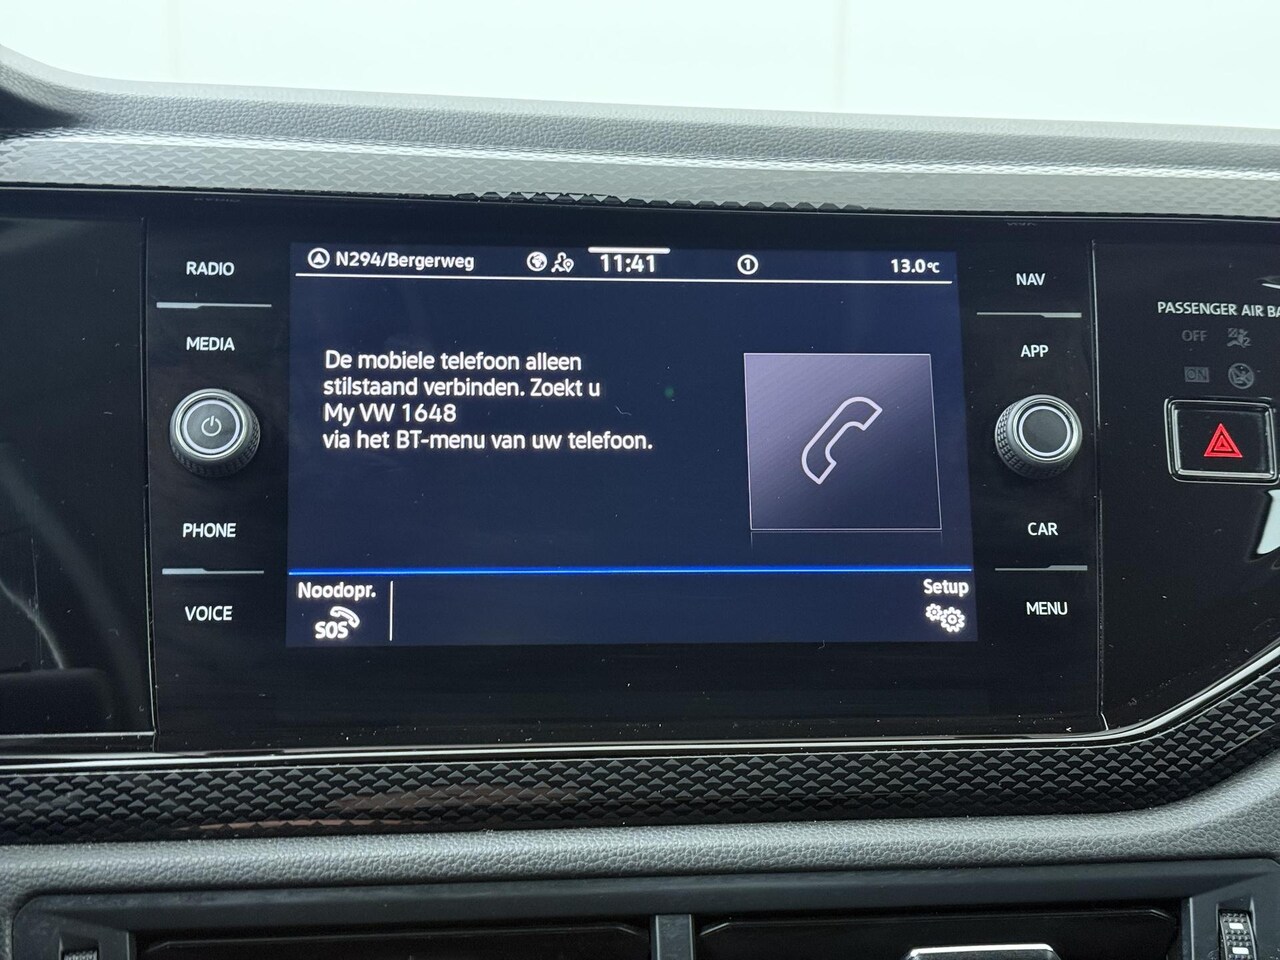 RADIO
MEDIA
PHONE
VOICE
N294/Bergerweg
11:41
1
13.0°C
De mobiele telefoon alleen
stilstaand verbinden. Zoekt u
My VW 1648
via het BT-menu van uw telefoon.
Noodopr.
SOS
Setup
NAV
APP
CAR
MENU
PASSENGER AIR BA
OFF
ON